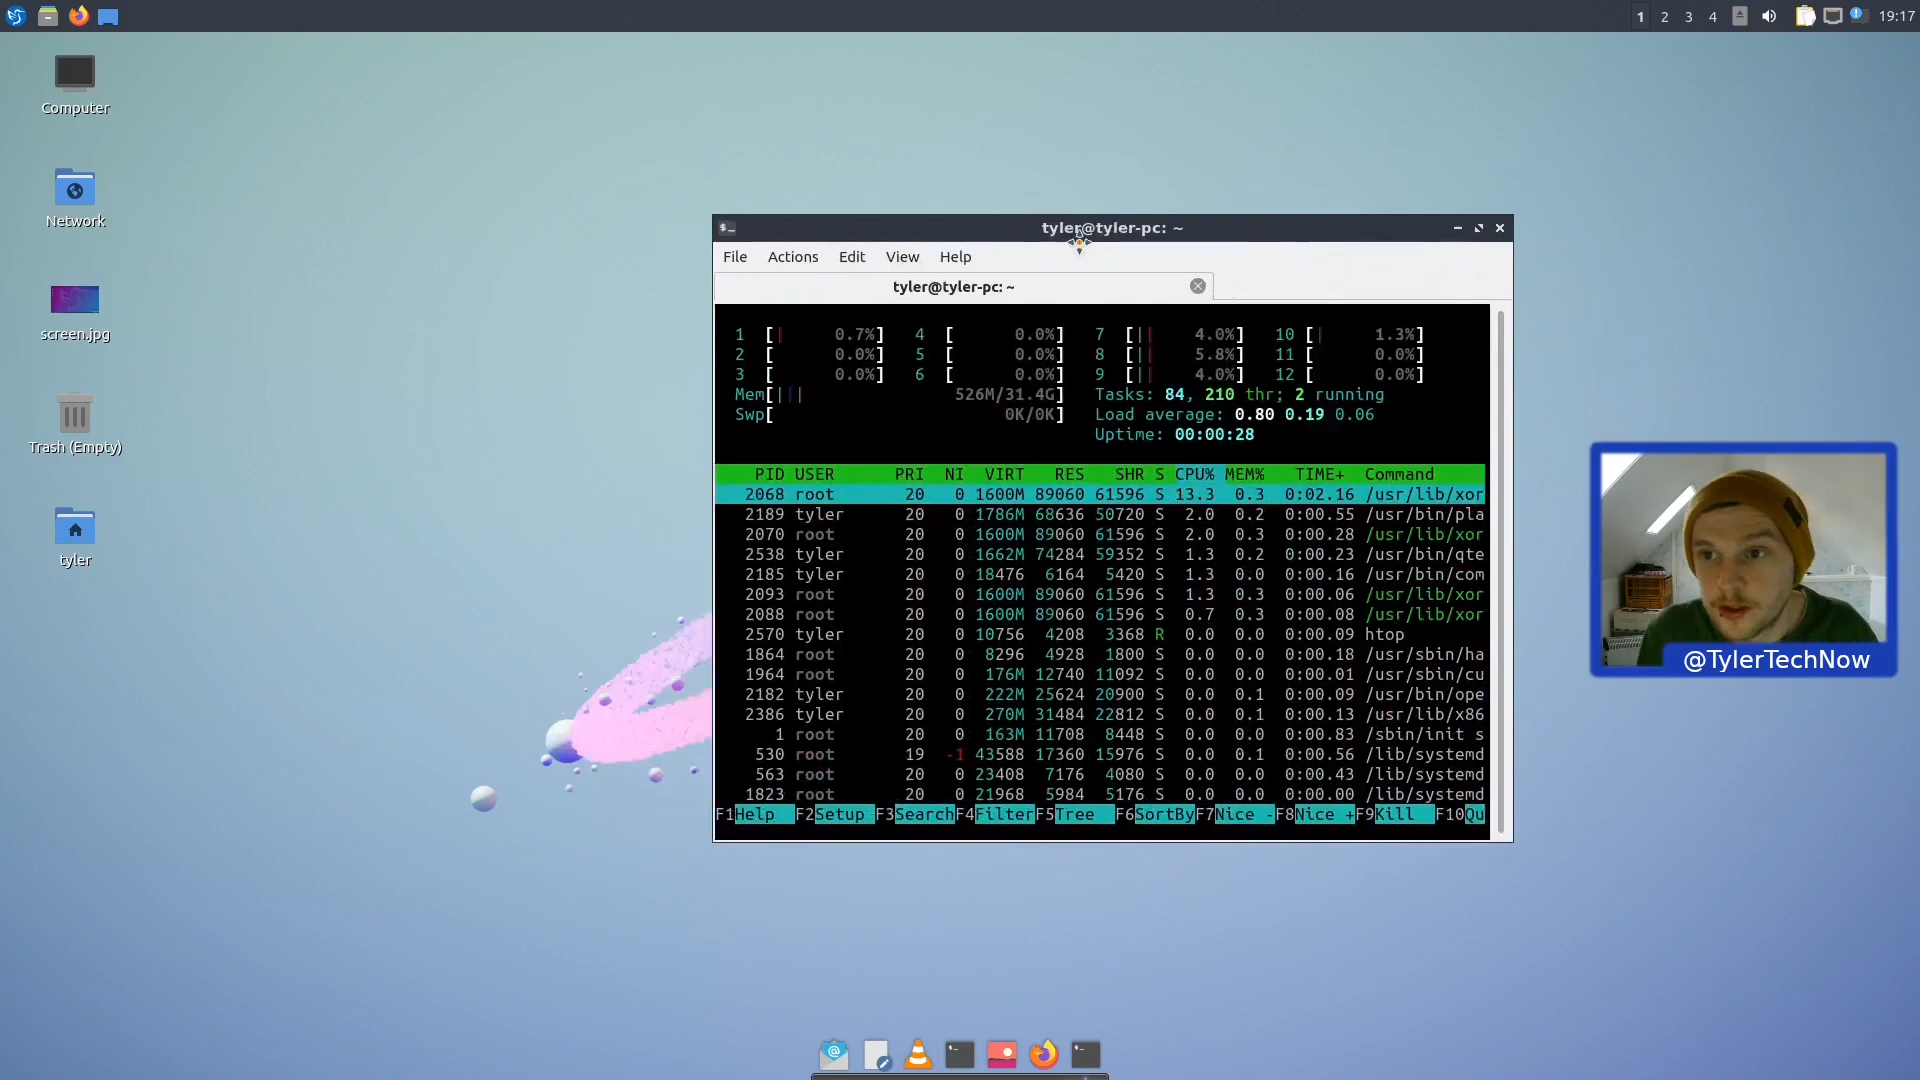 1 2 3 4 19:17
Computer
Network
screen.jpg
Trash (Empty)
tyler
tyler@tyler-pc: ~
File Actions Edit View Help
tyler@tyler-pc: ~
1 [| 0.7%] 4 [ 0.0%] 7 [|| 4.0%] 10 [| 1.3%]
2 [ 0.0%] 5 [ 0.0%] 8 [|| 5.8%] 11 [ 0.0%]
3 [ 0.0%] 6 [ 0.0%] 9 [|| 4.0%] 12 [ 0.0%]
Mem[||| 526M/31.4G] Tasks: 84, 210 thr; 2 running
Swp[ 0K/0K] Load average: 0.80 0.19 0.06
Uptime: 00:00:28
PID USER PRI NI VIRT RES SHR S CPU% MEM% TIME+ Command
2068 root 20 0 1600M 89060 61596 S 13.3 0.3 0:02.16 /usr/lib/xor
2189 tyler 20 0 1786M 68636 50720 S 2.0 0.2 0:00.55 /usr/bin/pla
2070 root 20 0 1600M 89060 61596 S 2.0 0.3 0:00.28 /usr/lib/xor
2538 tyler 20 0 1662M 74284 59352 S 1.3 0.2 0:00.23 /usr/bin/qte
2185 tyler 20 0 18476 6164 5420 S 1.3 0.0 0:00.16 /usr/bin/com
2093 root 20 0 1600M 89060 61596 S 1.3 0.3 0:00.06 /usr/lib/xor
2088 root 20 0 1600M 89060 61596 S 0.7 0.3 0:00.08 /usr/lib/xor
2570 tyler 20 0 10756 4208 3368 R 0.0 0.0 0:00.09 htop
1864 root 20 0 8296 4928 1800 S 0.0 0.0 0:00.18 /usr/sbin/ha
1964 root 20 0 176M 12740 11092 S 0.0 0.0 0:00.01 /usr/sbin/cu
2182 tyler 20 0 222M 25624 20900 S 0.0 0.1 0:00.09 /usr/bin/ope
2386 tyler 20 0 270M 31484 22812 S 0.0 0.1 0:00.13 /usr/lib/x86
1 root 20 0 163M 11708 8448 S 0.0 0.0 0:00.83 /sbin/init s
530 root 19 -1 43588 17360 15976 S 0.0 0.1 0:00.56 /lib/systemd
563 root 20 0 23408 7176 4080 S 0.0 0.0 0:00.43 /lib/systemd
1823 root 20 0 21968 5984 5176 S 0.0 0.0 0:00.00 /lib/systemd
F1Help F2Setup F3SearchF4FilterF5Tree F6SortByF7Nice -F8Nice +F9Kill F10Qu
@TylerTechNow